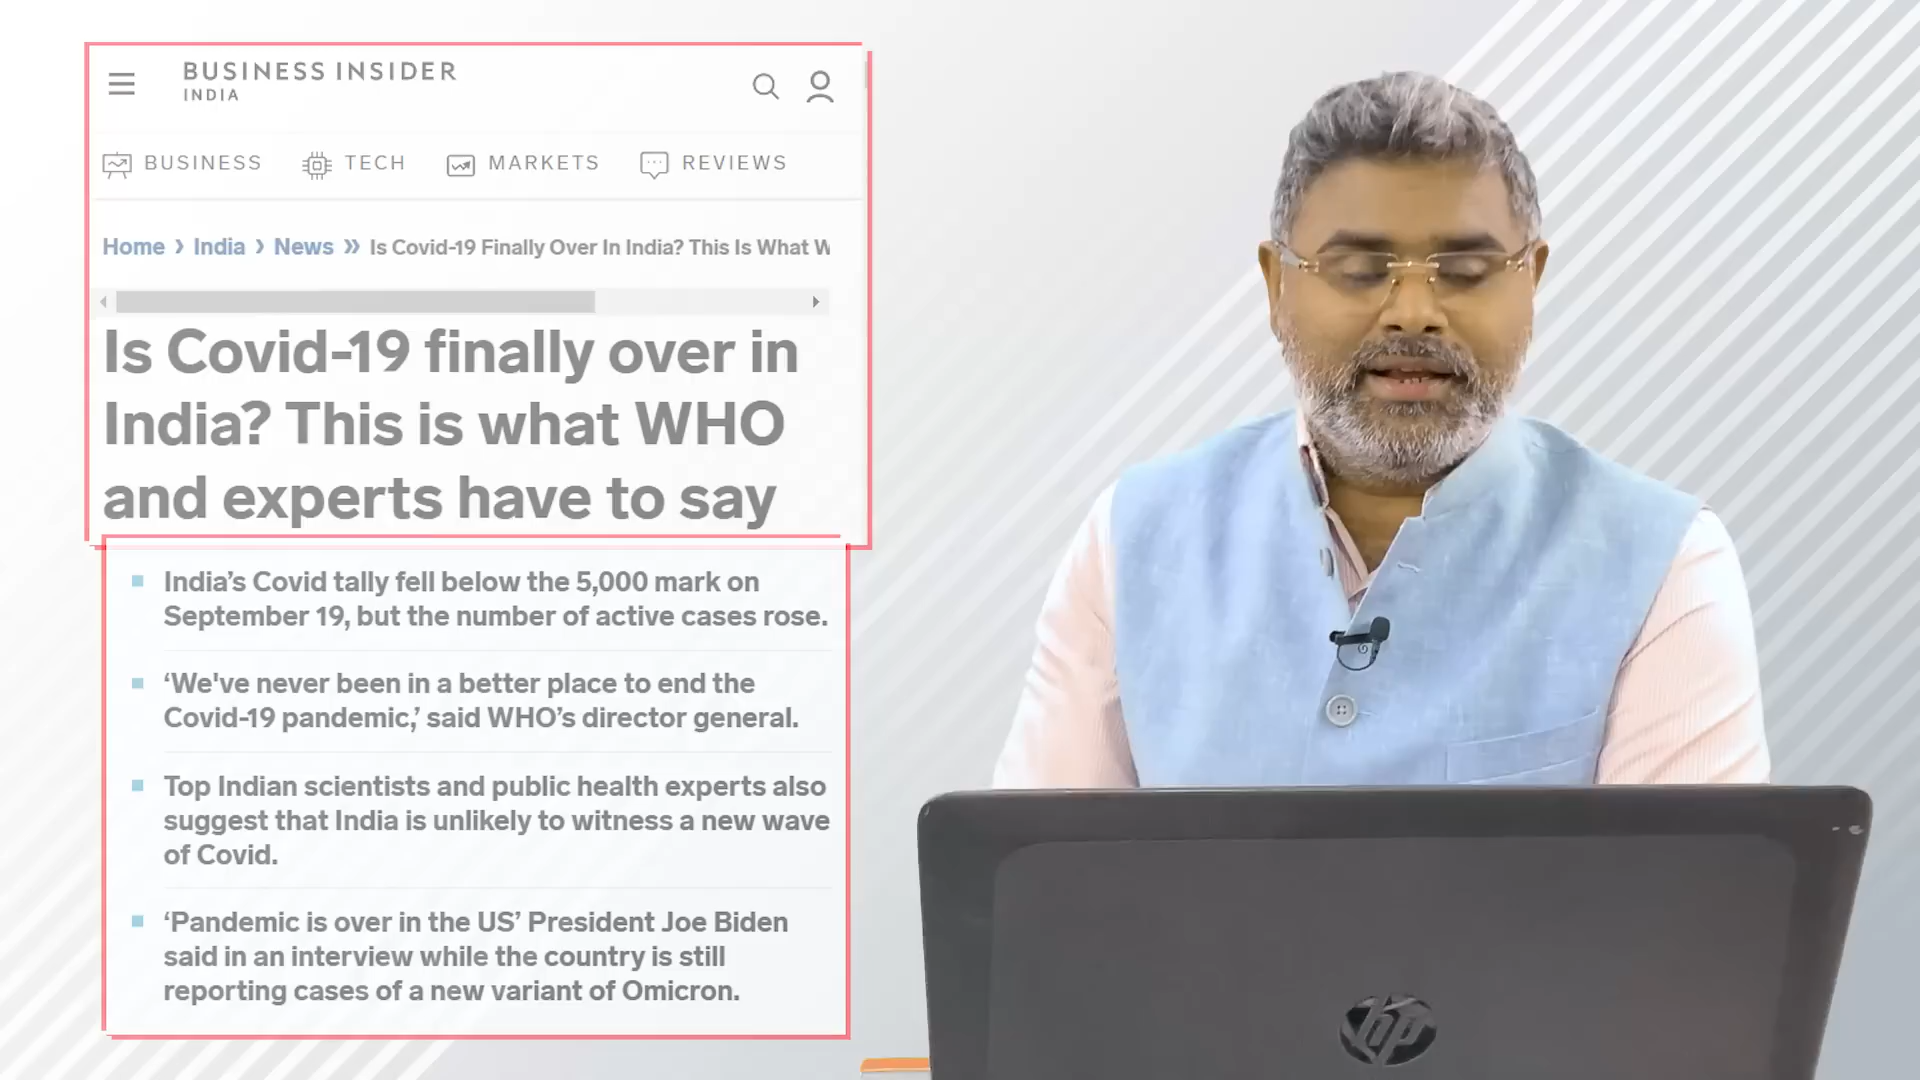 BUSINESS INSIDER
INDIA
BUSINESS TECH MARKETS REVIEWS
Home › India › News » Is Covid-19 Finally Over In India? This Is What W
Is Covid-19 finally over in
India? This is what WHO
and experts have to say
India’s Covid tally fell below the 5,000 mark on
September 19, but the number of active cases rose.
‘We've never been in a better place to end the
Covid-19 pandemic,’ said WHO’s director general.
Top Indian scientists and public health experts also
suggest that India is unlikely to witness a new wave
of Covid.
‘Pandemic is over in the US’ President Joe Biden
said in an interview while the country is still
reporting cases of a new variant of Omicron.
hp